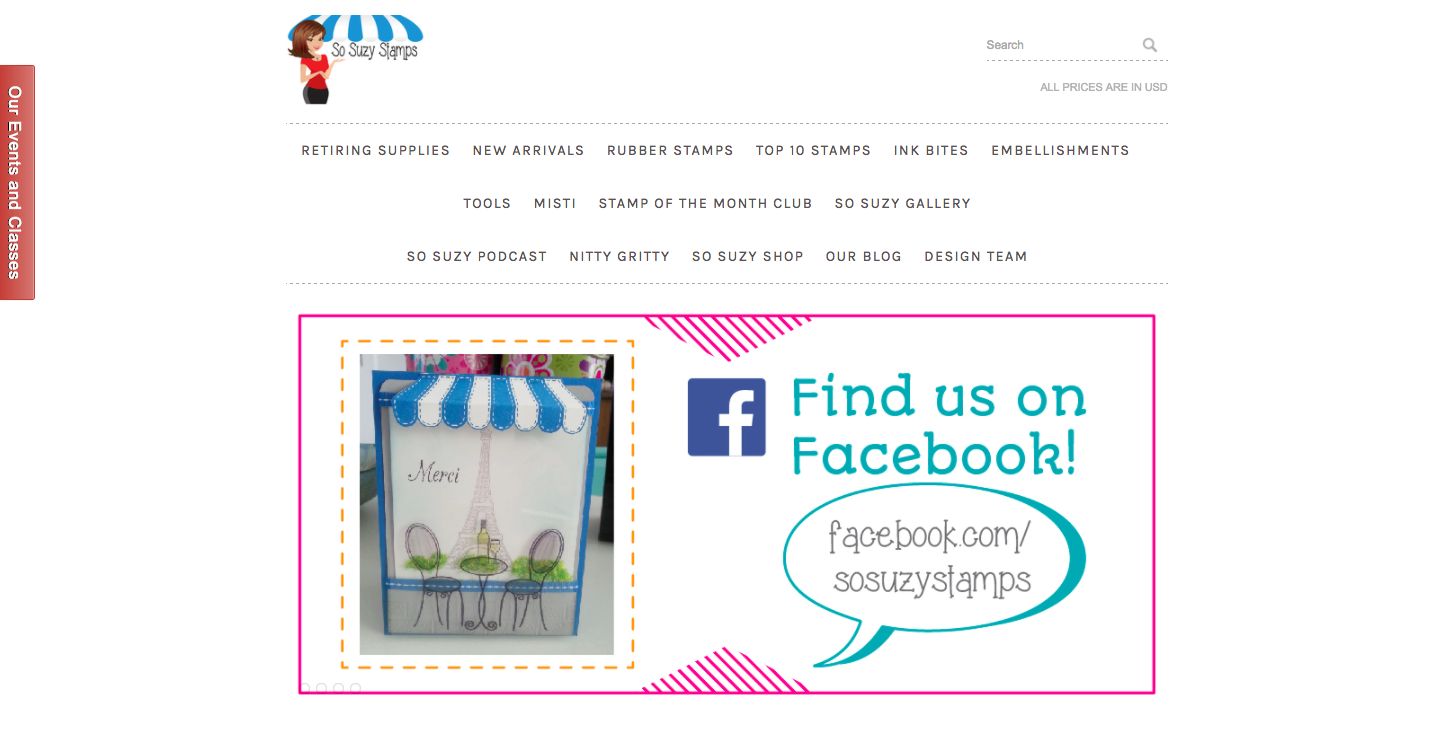 So Suzy Stamps
Search
ALL PRICES ARE IN USD
Our Events and Classes
RETIRING SUPPLIES NEW ARRIVALS RUBBER STAMPS TOP 10 STAMPS INK BITES EMBELLISHMENTS
TOOLS MISTI STAMP OF THE MONTH CLUB SO SUZY GALLERY
SO SUZY PODCAST NITTY GRITTY SO SUZY SHOP OUR BLOG DESIGN TEAM
Merci
f
Find us on
Facebook!
facebook.com/
sosuzystamps